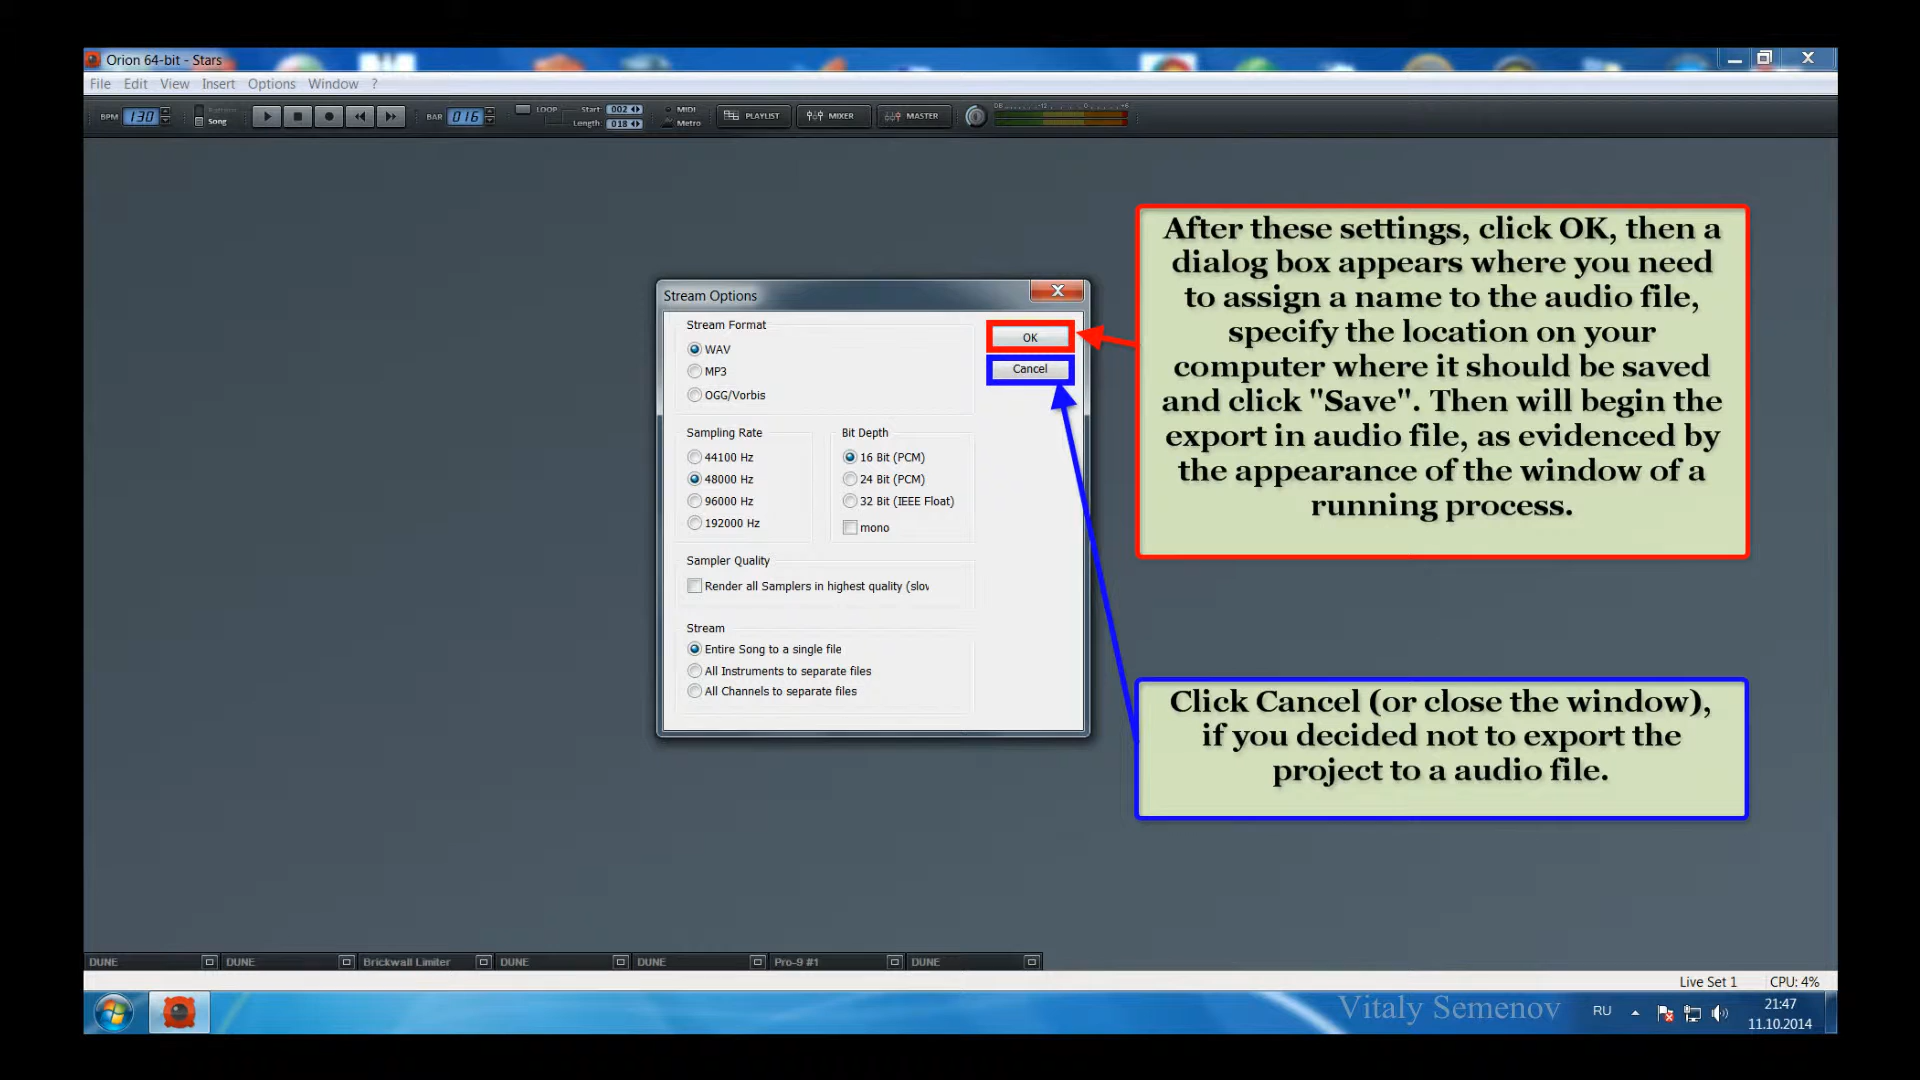 Orion 64-bit - Stars
File Edit View Insert Options Window ?
BPM 130 Song BAR 016 LOOP Start: 002 MIDI PLAYLIST MIXER MASTER
Length: 018 Metro
After these settings, click OK, then a
dialog box appears where you need
to assign a name to the audio file,
specify the location on your
computer where it should be saved
and click "Save". Then will begin the
export in audio file, as evidenced by
the appearance of the window of a
running process.
Stream Options
Stream Format
WAV
MP3
OGG/Vorbis
OK
Cancel
Sampling Rate
44100 Hz
48000 Hz
96000 Hz
192000 Hz
Bit Depth
16 Bit (PCM)
24 Bit (PCM)
32 Bit (IEEE Float)
mono
Sampler Quality
Render all Samplers in highest quality (slov
Stream
Entire Song to a single file
All Instruments to separate files
All Channels to separate files
Click Cancel (or close the window),
if you decided not to export the
project to a audio file.
DUNE DUNE Brickwall Limiter DUNE DUNE Pro-9 #1 DUNE
Live Set 1 CPU: 4%
Vitaly Semenov
RU
21:47
11.10.2014